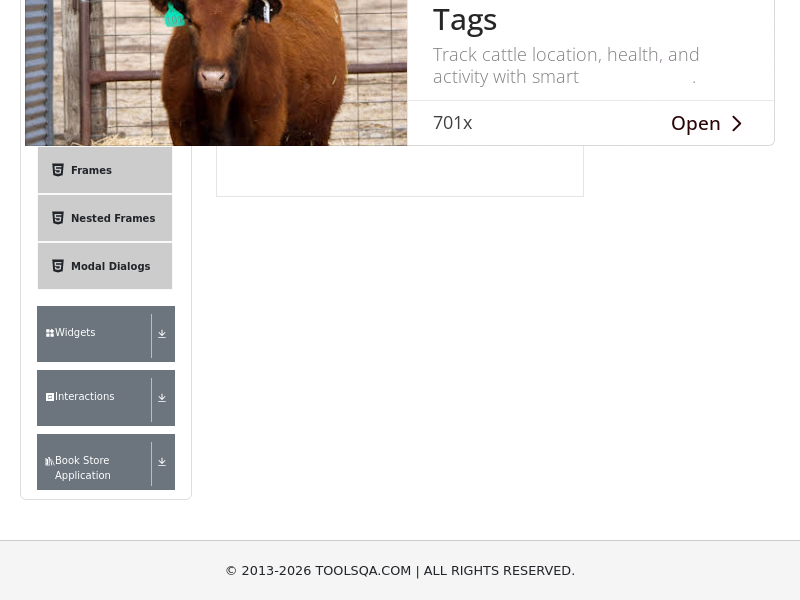 Tags
Track cattle location, health, and
activity with smart .
701x
Open
Frames
Nested Frames
Modal Dialogs
Widgets
Interactions
Book Store
Application
© 2013-2026 TOOLSQA.COM | ALL RIGHTS RESERVED.